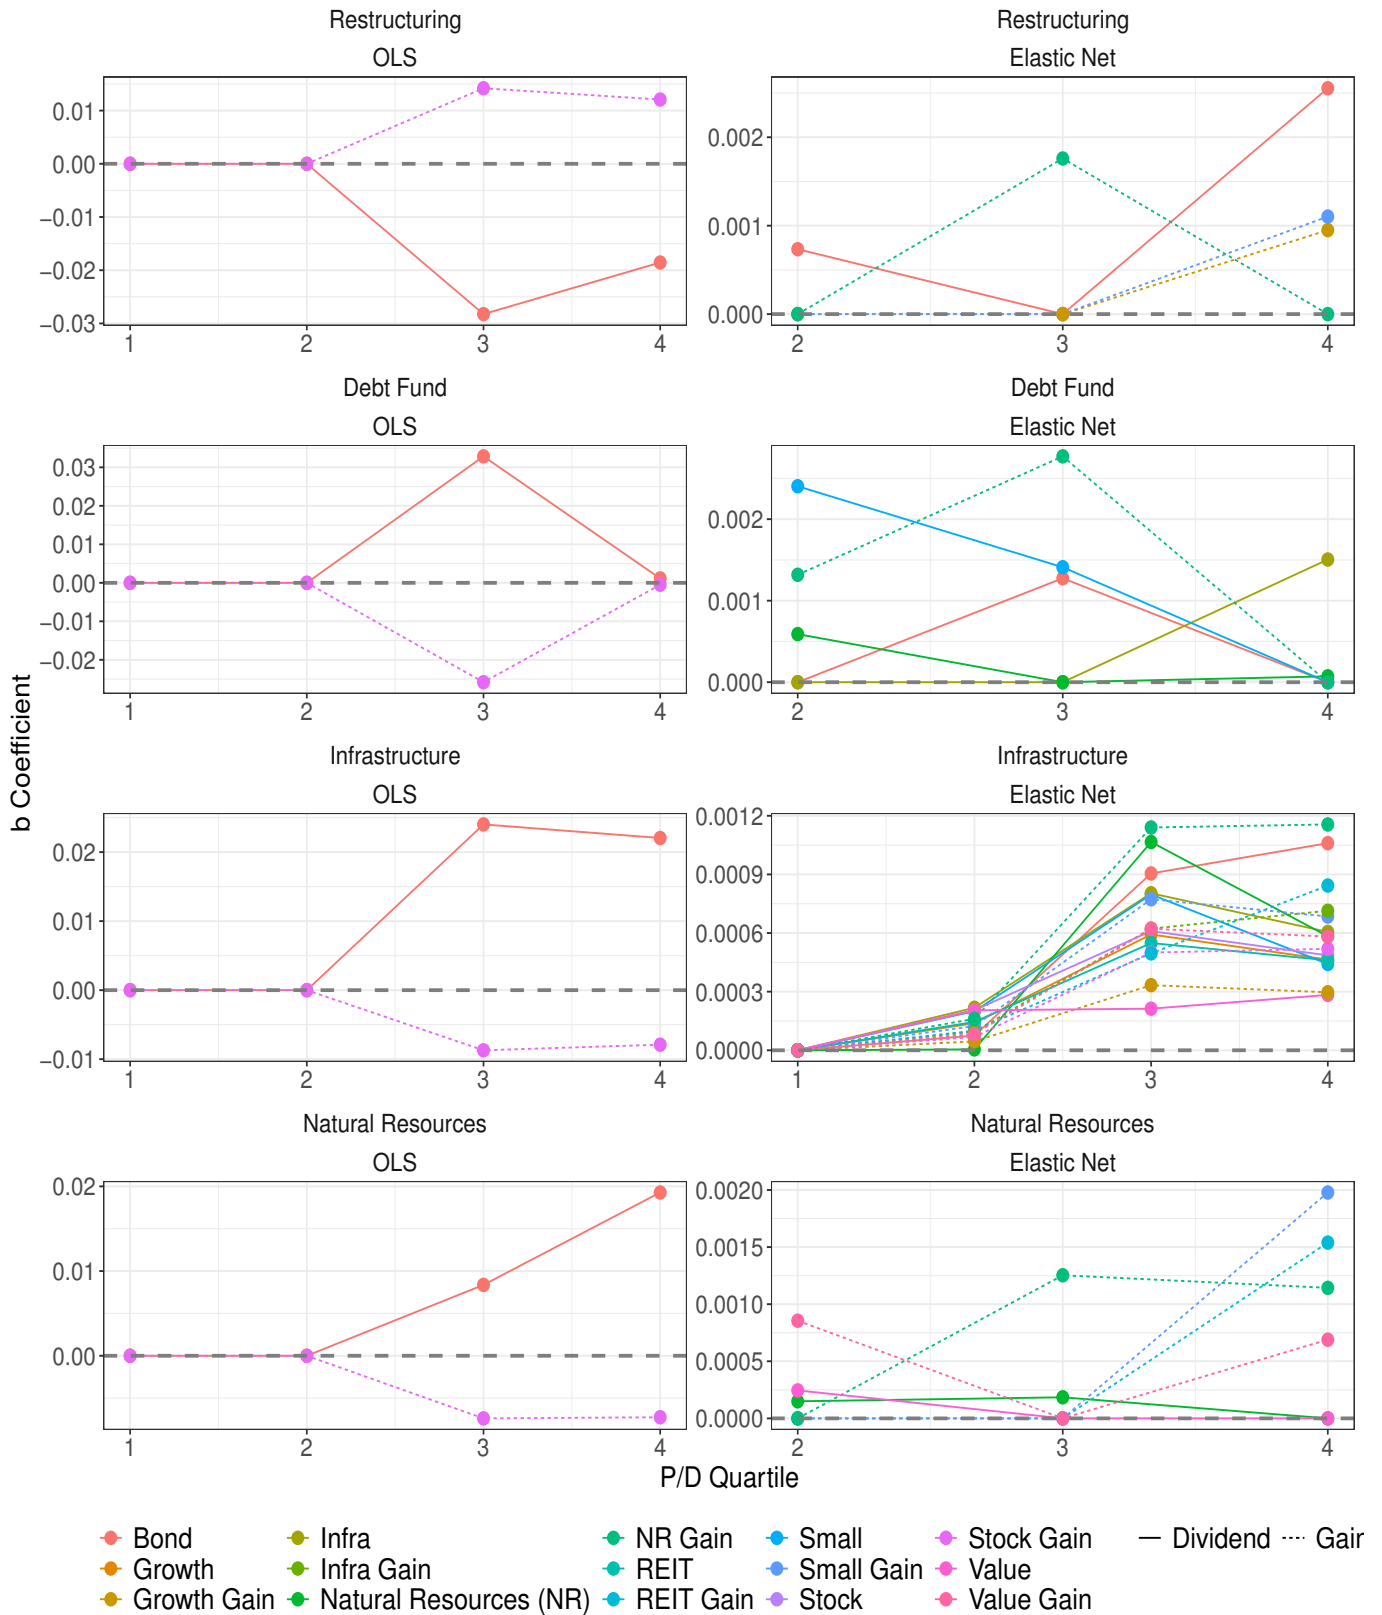 Restructuring Restructuring
OLS Elastic Net
0.01
0.00
−0.01
−0.02
−0.03
1 2 3 4
0.002
0.001
0.000
2 3 4
Debt Fund Debt Fund
OLS Elastic Net
0.03
0.02
0.01
0.00
−0.01
−0.02
1 2 3 4
0.002
0.001
0.000
2 3 4
b Coefficient
Infrastructure Infrastructure
OLS Elastic Net
0.02
0.01
0.00
−0.01
1 2 3 4
0.0012
0.0009
0.0006
0.0003
0.0000
1 2 3 4
Natural Resources Natural Resources
OLS Elastic Net
0.02
0.01
0.00
1 2 3 4
0.0020
0.0015
0.0010
0.0005
0.0000
2 3 4
P/D Quartile
Bond Infra NR Gain Small Stock Gain Dividend Gain
Growth Infra Gain REIT Small Gain Value
Growth Gain Natural Resources (NR) REIT Gain Stock Value Gain